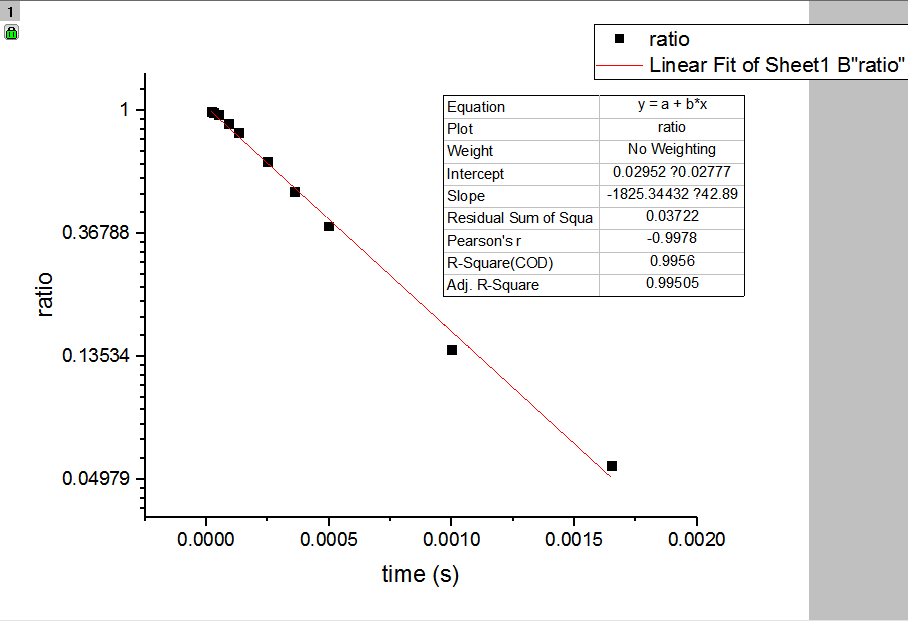 1
ratio
Linear Fit of Sheet1 B"ratio"
Equation y = a + b*x
Plot ratio
Weight No Weighting
Intercept 0.02952 ?0.02777
Slope -1825.34432 ?42.89
Residual Sum of Squa 0.03722
Pearson's r -0.9978
R-Square(COD) 0.9956
Adj. R-Square 0.99505
1
0.36788
0.13534
0.04979
ratio
0.0000 0.0005 0.0010 0.0015 0.0020
time (s)